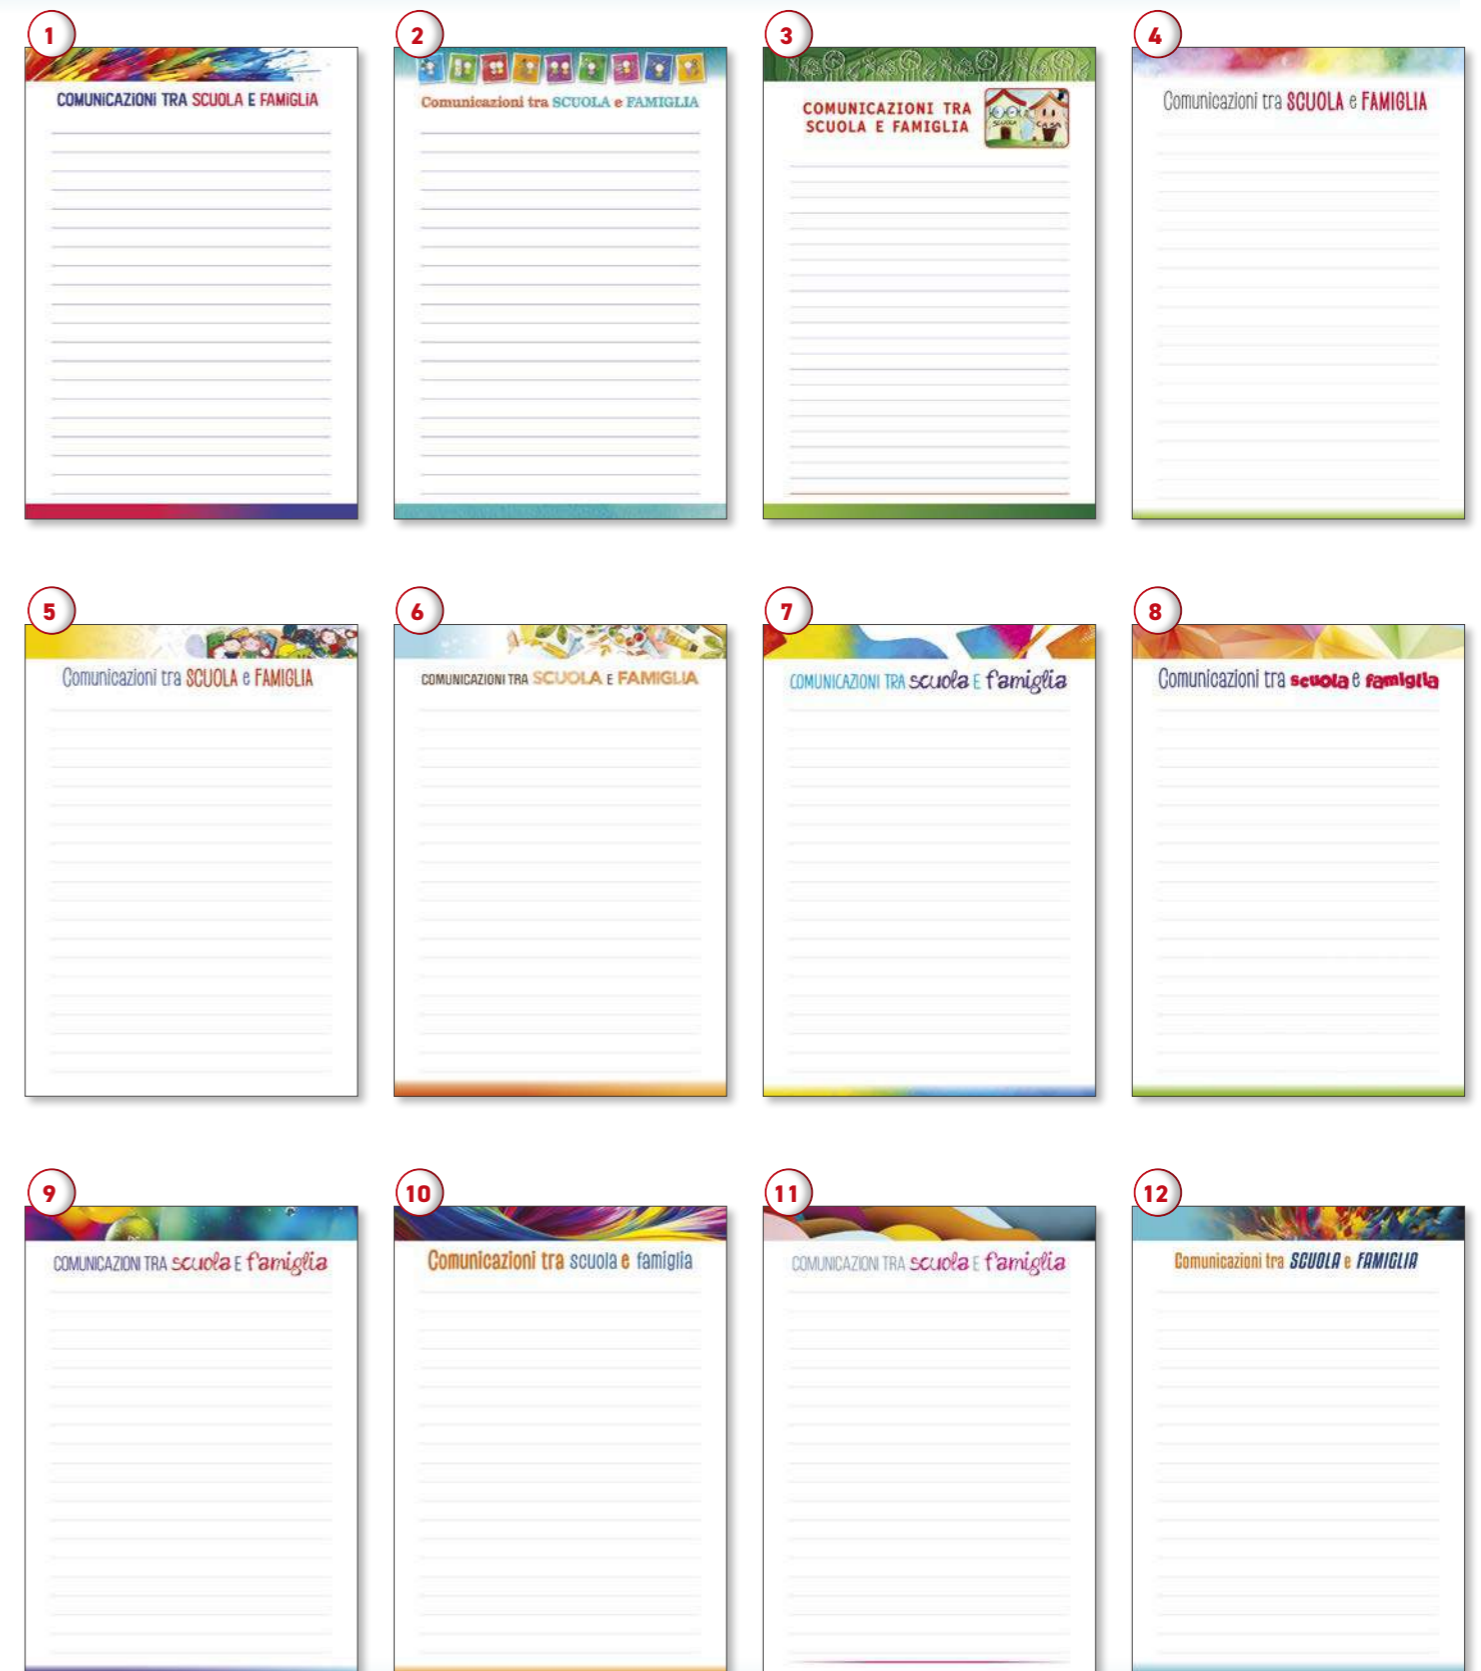 1
2
3
4
COMUNiCAZiONi TRA SCUOLA E FAMiGLiA
Comunicazioni tra SCUOLA e FAMIGLIA
COMUNICAZIONI TRA
SCUOLA E FAMIGLIA
SCUOLA
CASA
Comunicazioni tra SCUOLA e FAMIGLIA
5
6
7
8
Comunicazioni tra SCUOLA e FAMIGLIA
COMUNICAZIONI TRA SCUOLA E FAMIGLIA
COMUNICAZIONI TRA scuola E famiglia
Comunicazioni tra scuola e famiglia
9
10
11
12
COMUNICAZIONI TRA scuola E famiglia
Comunicazioni tra scuola e famiglia
COMUNICAZIONI TRA scuola E famiglia
Comunicazioni tra SCUOLA e FAMIGLIA